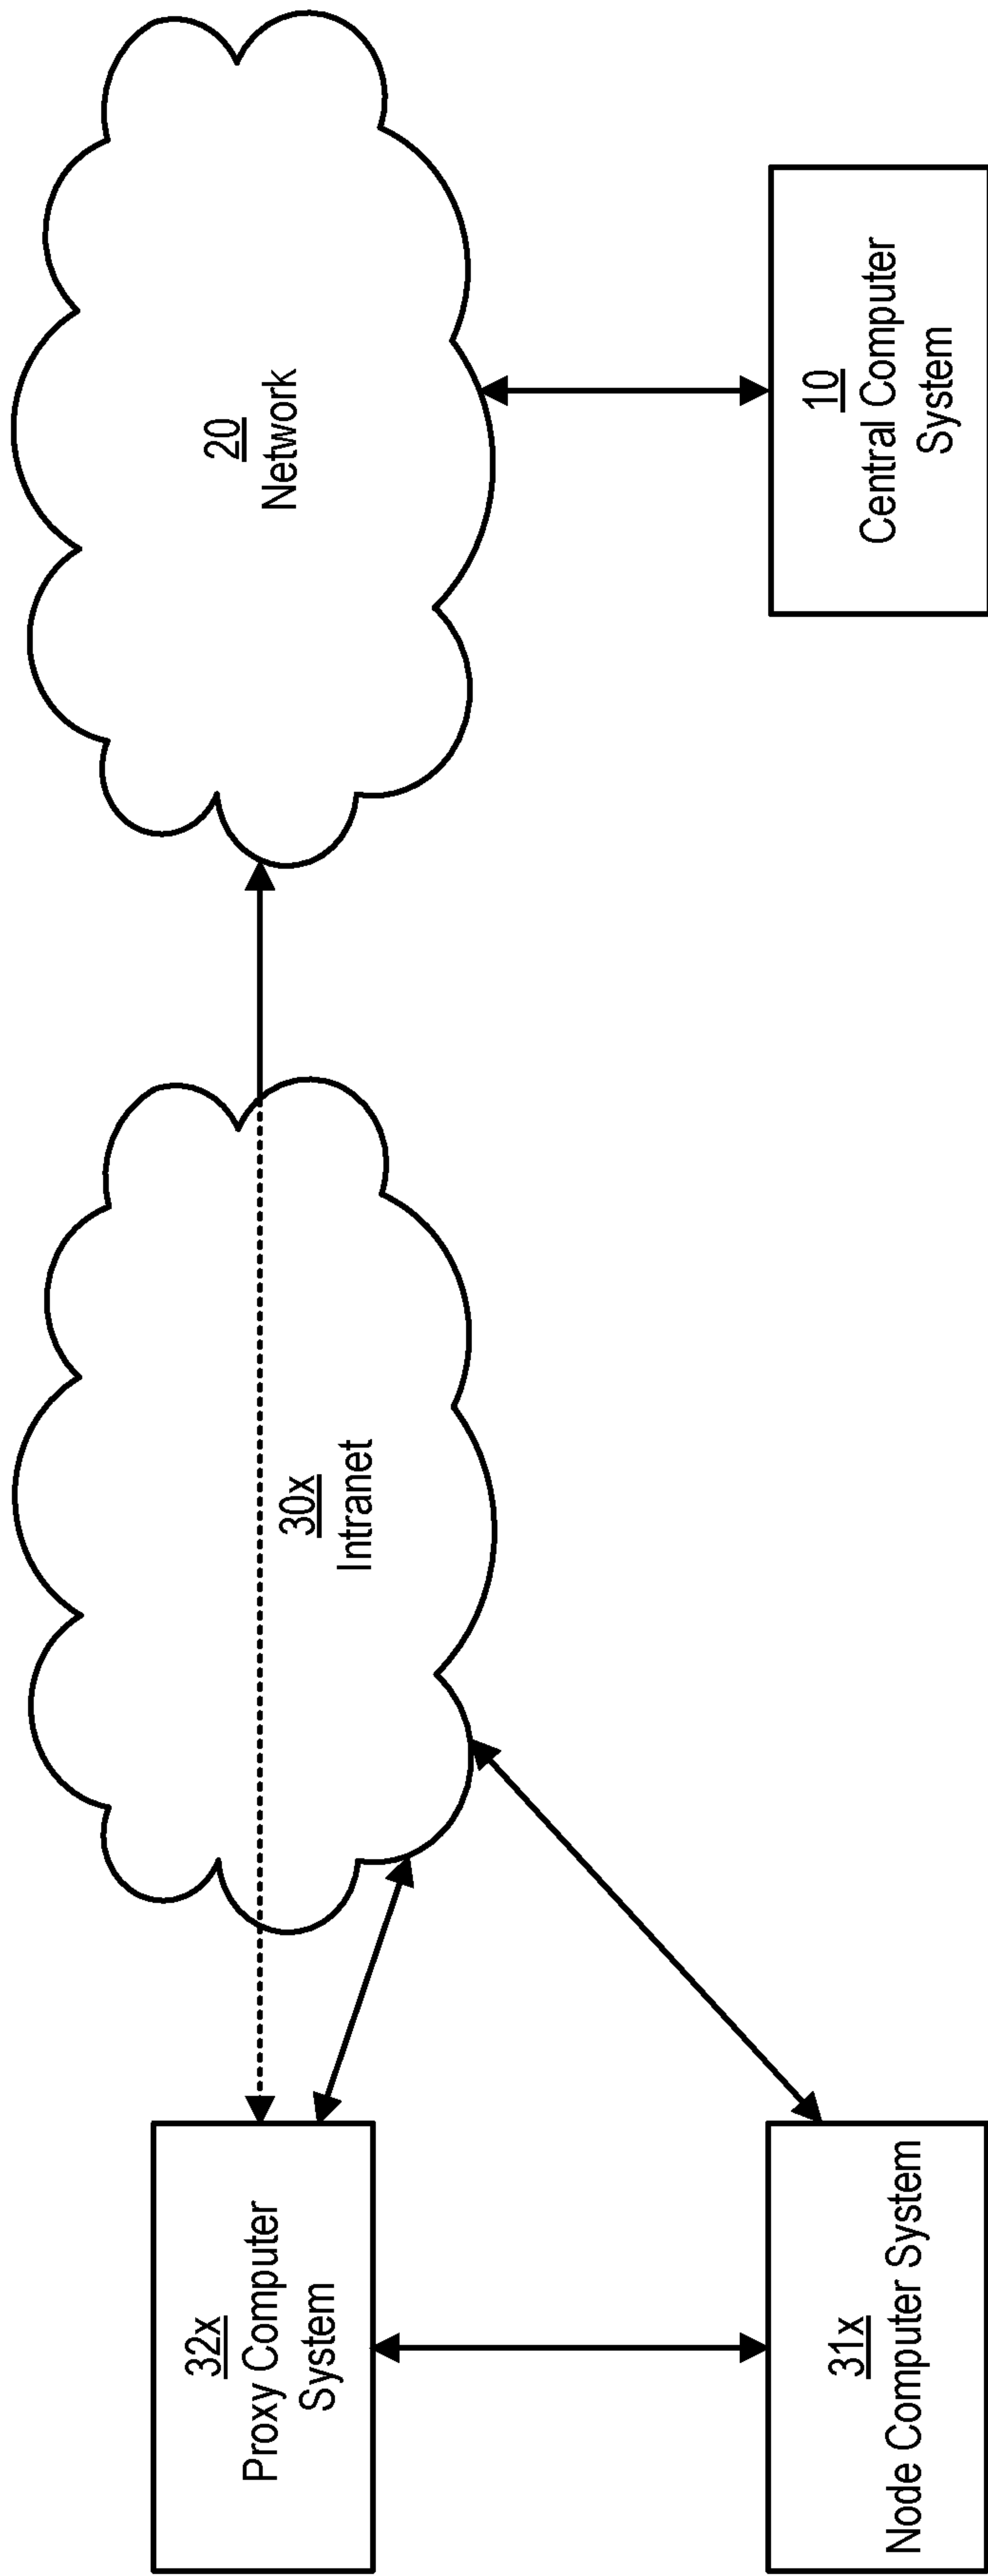 32x
Proxy Computer
System
30x
Intranet
20
Network
31x
Node Computer System
10
Central Computer
System